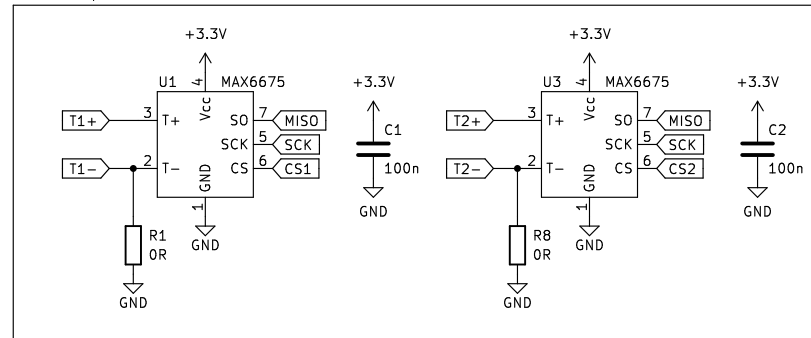 +3.3V
U1 MAX6675
4
Vcc
T1+
3
T+
SO
7
MISO
SCK
5
SCK
T1-
2
T-
CS
6
CS1
GND
1
GND
R1
0R
GND
+3.3V
C1
100n
GND
+3.3V
U3 MAX6675
4
Vcc
T2+
3
T+
SO
7
MISO
SCK
5
SCK
T2-
2
T-
CS
6
CS2
GND
1
GND
R8
0R
GND
+3.3V
C2
100n
GND